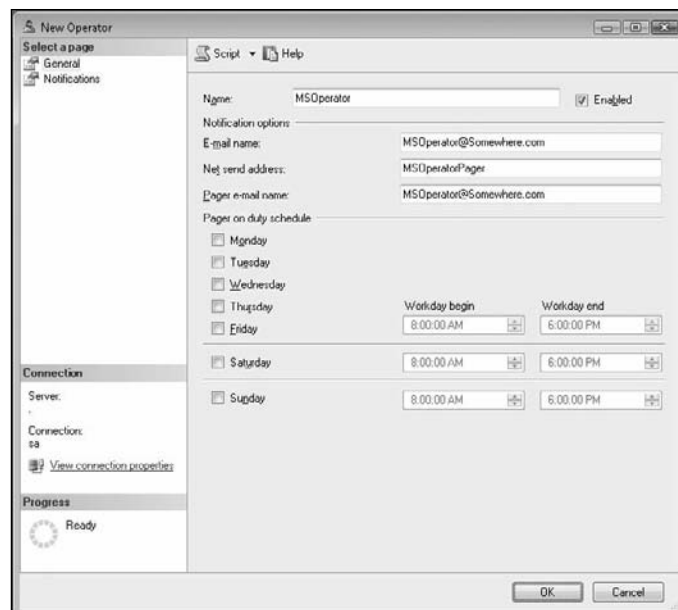 New Operator
Select a page
General
Notifications
Script Help
Name: MSOperator Enabled
Notification options
E-mail name: MSOperator@Somewhere.com
Net send address: MSOperatorPager
Pager e-mail name: MSOperator@Somewhere.com
Pager on duty schedule
Monday
Tuesday
Wednesday
Thursday Workday begin Workday end
Friday 8:00:00 AM 6:00:00 PM
Saturday 8:00:00 AM 6:00:00 PM
Sunday 8:00:00 AM 6:00:00 PM
Connection
Server:
.
Connection:
sa
View connection properties
Progress
Ready
OK Cancel